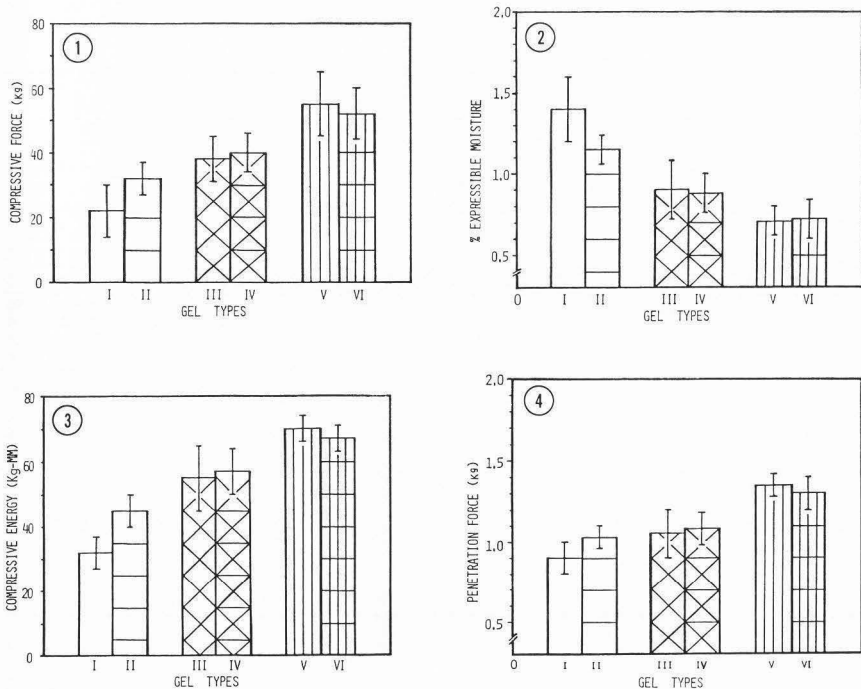 1
COMPRESSIVE FORCE (Kg)
80
60
40
20
0
I II III IV V VI
GEL TYPES
2
% EXPRESSIBLE MOISTURE
2.0
1.5
1.0
0.5
O
I II III IV V VI
GEL TYPES
3
COMPRESSIVE ENERGY (Kg-MM)
80
60
40
20
0
I II III IV V VI
GEL TYPES
4
PENETRATION FORCE (Kg)
2.0
1.5
1.0
0.5
O
I II III IV V VI
GEL TYPES